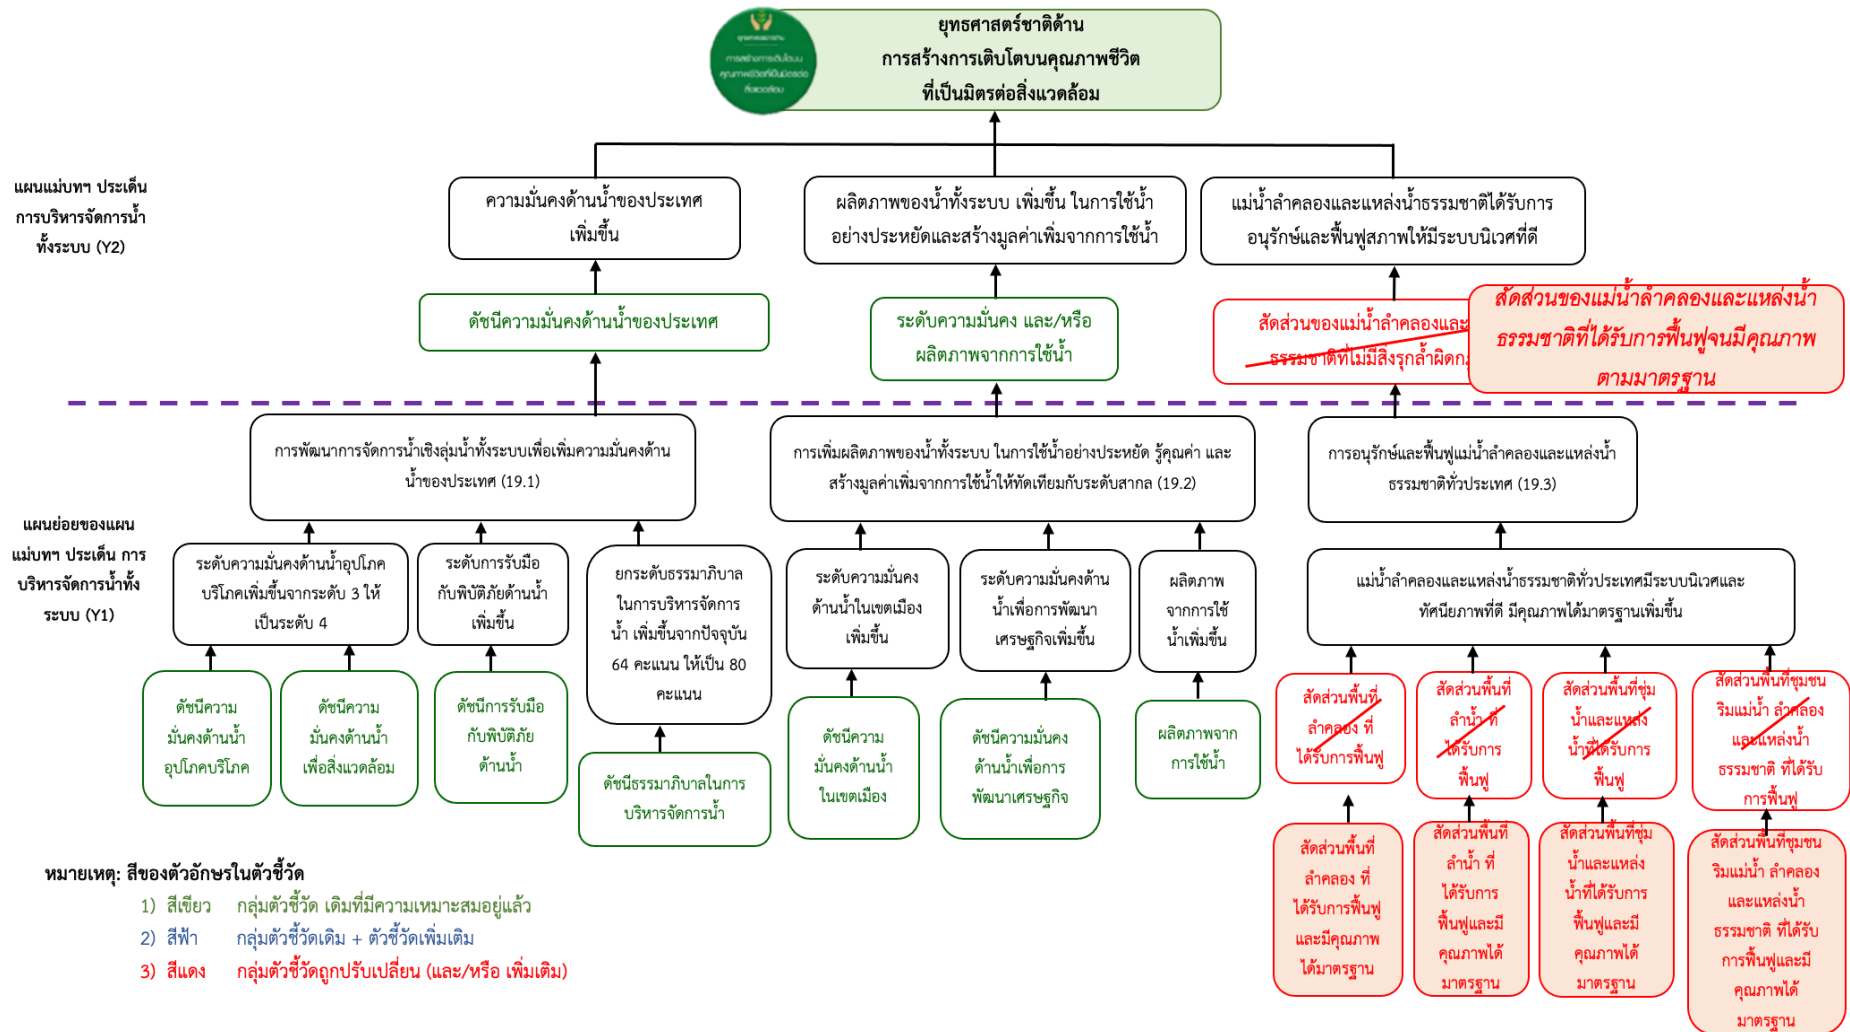 ยุทธศาสตร์ชาติด้าน
การสร้างการเติบโตบนคุณภาพชีวิต
ที่เป็นมิตรต่อสิ่งแวดล้อม
การสร้างการเติบโตบน
คุณภาพชีวิตที่เป็นมิตรต่อ
สิ่งแวดล้อม
แผนแม่บทฯ ประเด็น
การบริหารจัดการน้ำ
ทั้งระบบ (Y2)
ความมั่นคงด้านน้ำของประเทศ
เพิ่มขึ้น
ผลิตภาพของน้ำทั้งระบบ เพิ่มขึ้น ในการใช้น้ำ
อย่างประหยัดและสร้างมูลค่าเพิ่มจากการใช้น้ำ
แม่น้ำลำคลองและแหล่งน้ำธรรมชาติได้รับการ
อนุรักษ์และฟื้นฟูสภาพให้มีระบบนิเวศที่ดี
ดัชนีความมั่นคงด้านน้ำของประเทศ
ระดับความมั่นคง และ/หรือ
ผลิตภาพจากการใช้น้ำ
สัดส่วนของแม่น้ำลำคลองและ
ธรรมชาติที่ไม่มีสิ่งรุกล้ำผิดก
สัดส่วนของแม่น้ำลำคลองและแหล่งน้ำ
ธรรมชาติที่ได้รับการฟื้นฟูจนมีคุณภาพ
ตามมาตรฐาน
แผนย่อยของแผน
แม่บทฯ ประเด็น การ
บริหารจัดการน้ำทั้ง
ระบบ (Y1)
การพัฒนาการจัดการน้ำเชิงลุ่มน้ำทั้งระบบเพื่อเพิ่มความมั่นคงด้าน
น้ำของประเทศ (19.1)
การเพิ่มผลิตภาพของน้ำทั้งระบบ ในการใช้น้ำอย่างประหยัด รู้คุณค่า และ
สร้างมูลค่าเพิ่มจากการใช้น้ำให้ทัดเทียมกับระดับสากล (19.2)
การอนุรักษ์และฟื้นฟูแม่น้ำลำคลองและแหล่งน้ำ
ธรรมชาติทั่วประเทศ (19.3)
ระดับความมั่นคงด้านน้ำอุปโภค
บริโภคเพิ่มขึ้นจากระดับ 3 ให้
เป็นระดับ 4
ระดับการรับมือ
กับพิบัติภัยด้านน้ำ
เพิ่มขึ้น
ยกระดับธรรมาภิบาล
ในการบริหารจัดการ
น้ำ เพิ่มขึ้นจากปัจจุบัน
64 คะแนน ให้เป็น 80
คะแนน
ระดับความมั่นคง
ด้านน้ำในเขตเมือง
เพิ่มขึ้น
ระดับความมั่นคงด้าน
น้ำเพื่อการพัฒนา
เศรษฐกิจเพิ่มขึ้น
ผลิตภาพ
จากการใช้
น้ำเพิ่มขึ้น
แม่น้ำลำคลองและแหล่งน้ำธรรมชาติทั่วประเทศมีระบบนิเวศและ
ทัศนียภาพที่ดี มีคุณภาพได้มาตรฐานเพิ่มขึ้น
ดัชนีความ
มั่นคงด้านน้ำ
อุปโภคบริโภค
ดัชนีความ
มั่นคงด้านน้ำ
เพื่อสิ่งแวดล้อม
ดัชนีการรับมือ
กับพิบัติภัย
ด้านน้ำ
ดัชนีธรรมาภิบาลในการ
บริหารจัดการน้ำ
ดัชนีความ
มั่นคงด้านน้ำ
ในเขตเมือง
ดัชนีความมั่นคง
ด้านน้ำเพื่อการ
พัฒนาเศรษฐกิจ
ผลิตภาพจาก
การใช้น้ำ
สัดส่วนพื้นที่
ลำคลอง ที่
ได้รับการฟื้นฟู
สัดส่วนพื้นที่
ลำน้ำ ที่
ได้รับการ
ฟื้นฟู
สัดส่วนพื้นที่ชุ่ม
น้ำและแหล่ง
น้ำที่ได้รับการ
ฟื้นฟู
สัดส่วนพื้นที่ชุมชน
ริมแม่น้ำ ลำคลอง
และแหล่งน้ำ
ธรรมชาติ ที่ได้รับ
การฟื้นฟู
สัดส่วนพื้นที่
ลำคลอง ที่
ได้รับการฟื้นฟู
และมีคุณภาพ
ได้มาตรฐาน
สัดส่วนพื้นที่
ลำน้ำ ที่
ได้รับการ
ฟื้นฟูและมี
คุณภาพได้
มาตรฐาน
สัดส่วนพื้นที่ชุ่ม
น้ำและแหล่ง
น้ำที่ได้รับการ
ฟื้นฟูและมี
คุณภาพได้
มาตรฐาน
สัดส่วนพื้นที่ชุมชน
ริมแม่น้ำ ลำคลอง
และแหล่งน้ำ
ธรรมชาติ ที่ได้รับ
การฟื้นฟูและมี
คุณภาพได้
มาตรฐาน
หมายเหตุ: สีของตัวอักษรในตัวชี้วัด
1) สีเขียว กลุ่มตัวชี้วัด เดิมที่มีความเหมาะสมอยู่แล้ว
2) สีฟ้า กลุ่มตัวชี้วัดเดิม + ตัวชี้วัดเพิ่มเติม
3) สีแดง กลุ่มตัวชี้วัดถูกปรับเปลี่ยน (และ/หรือ เพิ่มเติม)